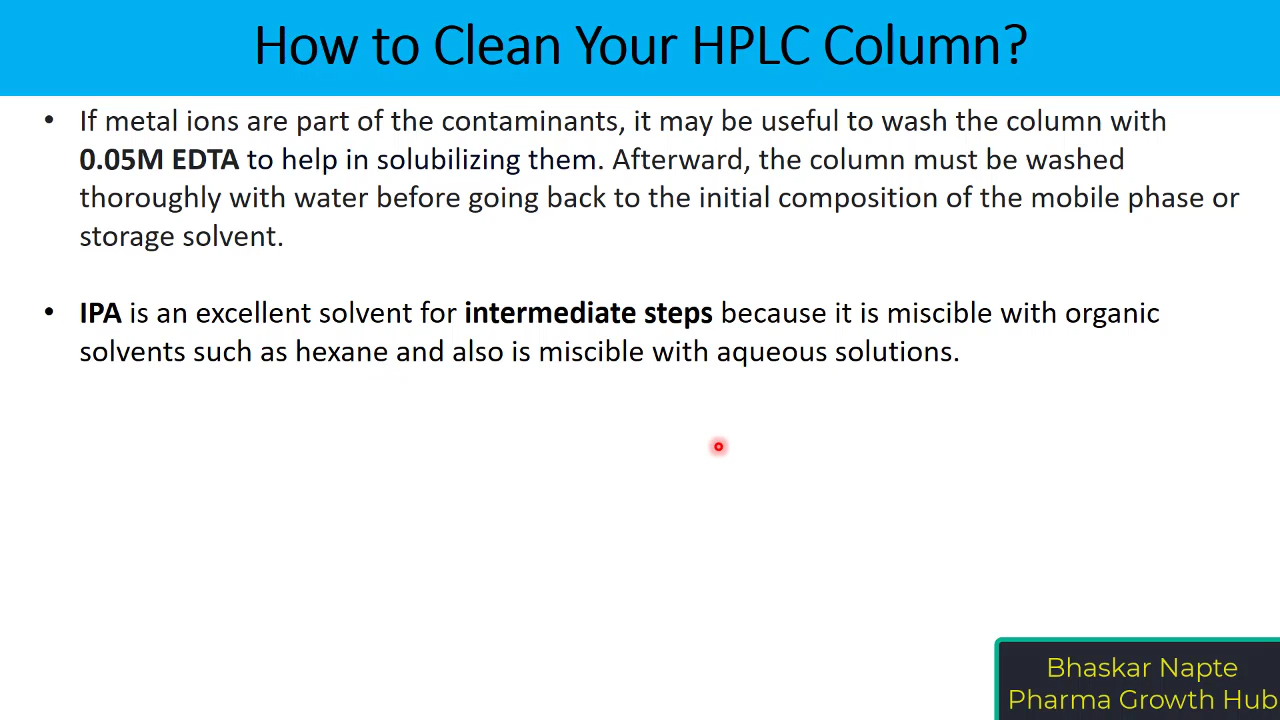 How to Clean Your HPLC Column?
• If metal ions are part of the contaminants, it may be useful to wash the column with
0.05M EDTA to help in solubilizing them. Afterward, the column must be washed
thoroughly with water before going back to the initial composition of the mobile phase or
storage solvent.
• IPA is an excellent solvent for intermediate steps because it is miscible with organic
solvents such as hexane and also is miscible with aqueous solutions.
Bhaskar Napte
Pharma Growth Hub